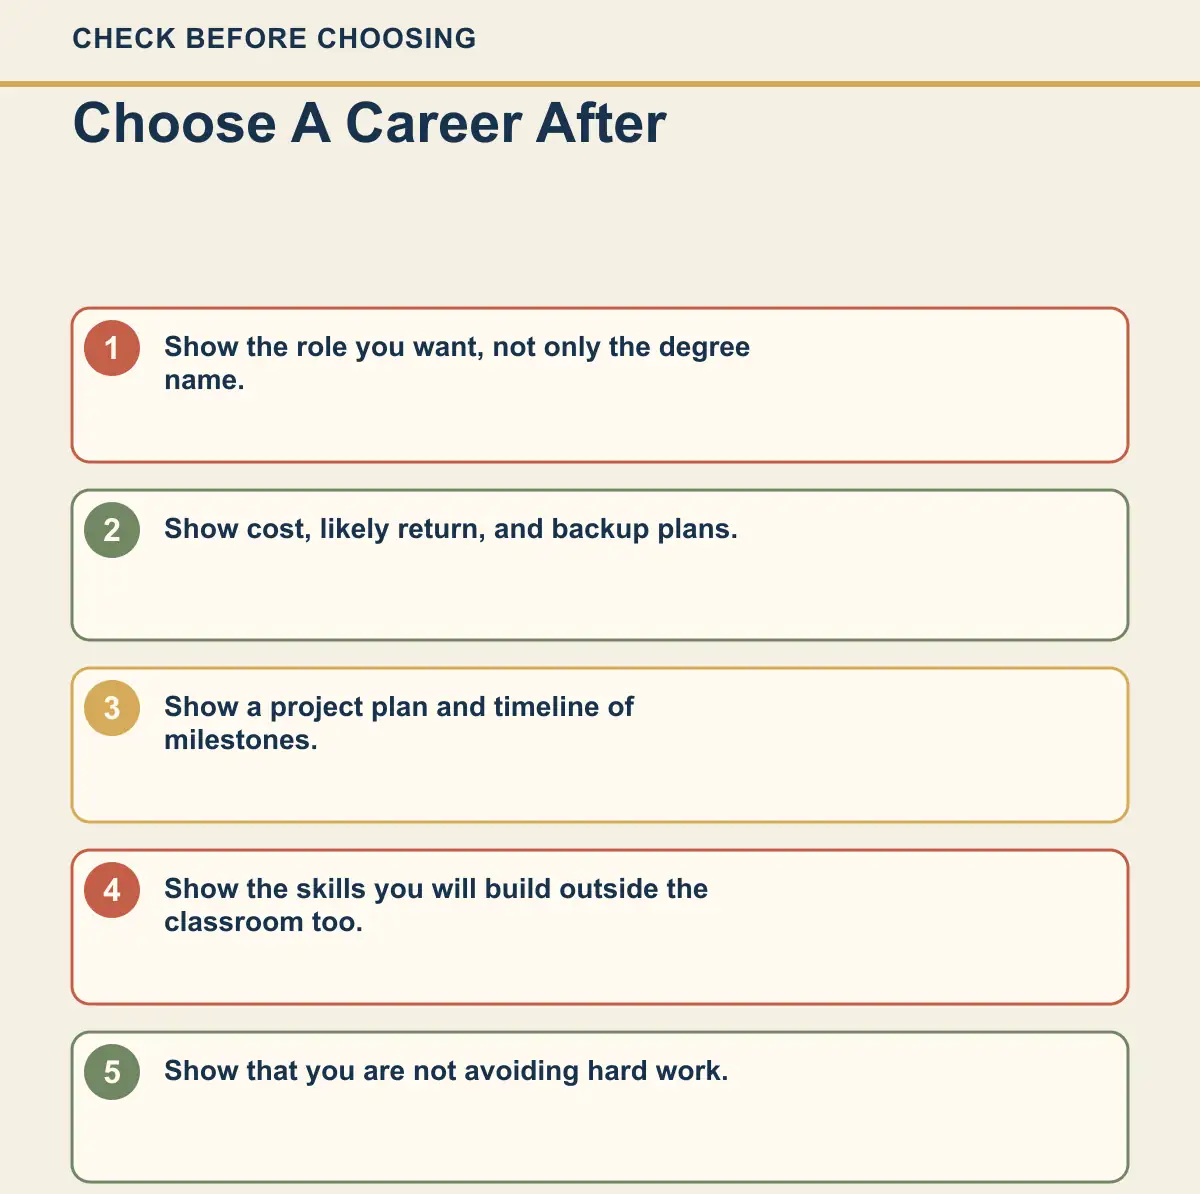 CHECK BEFORE CHOOSING
Choose A Career After
1
Show the role you want, not only the degree
name.
2
Show cost, likely return, and backup plans.
3
Show a project plan and timeline of
milestones.
4
Show the skills you will build outside the
classroom too.
5
Show that you are not avoiding hard work.